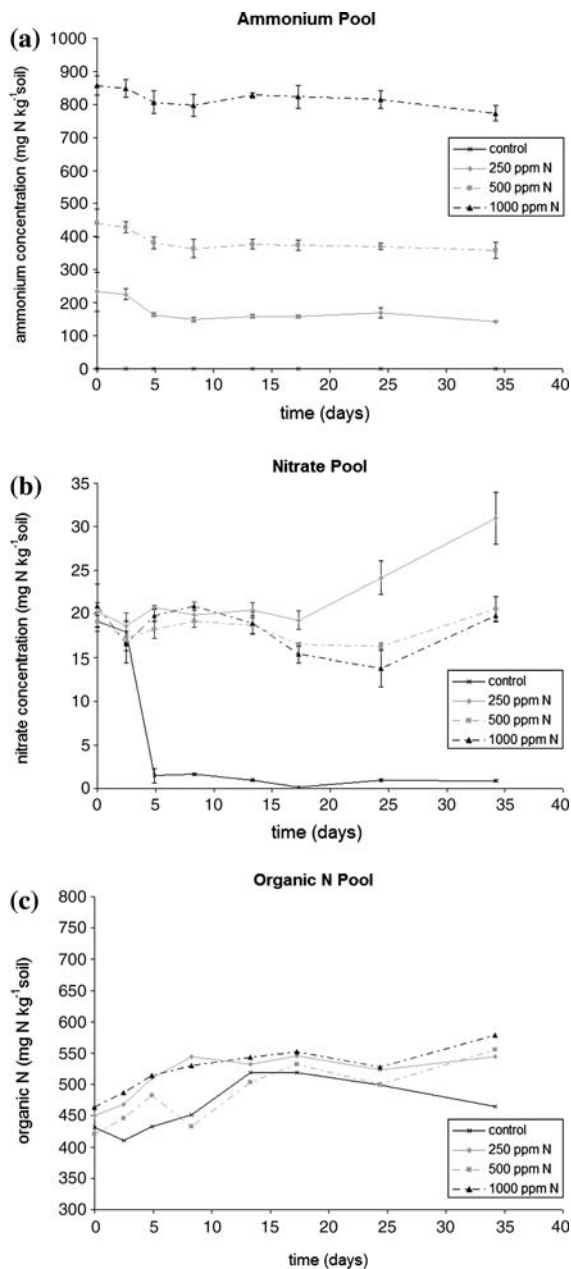 Ammonium Pool
(a)
1000
900
800
700
600
500
400
300
200
100
0
ammonium concentration (mg N kg⁻¹soil)
control
250 ppm N
500 ppm N
1000 ppm N
0 5 10 15 20 25 30 35 40
time (days)
Nitrate Pool
(b)
35
30
25
20
15
10
5
0
nitrate concentration (mg N kg⁻¹soil)
control
250 ppm N
500 ppm N
1000 ppm N
0 5 10 15 20 25 30 35 40
time (days)
Organic N Pool
(c)
800
750
700
650
600
550
500
450
400
350
300
organic N (mg N kg⁻¹soil)
control
250 ppm N
500 ppm N
1000 ppm N
0 5 10 15 20 25 30 35 40
time (days)